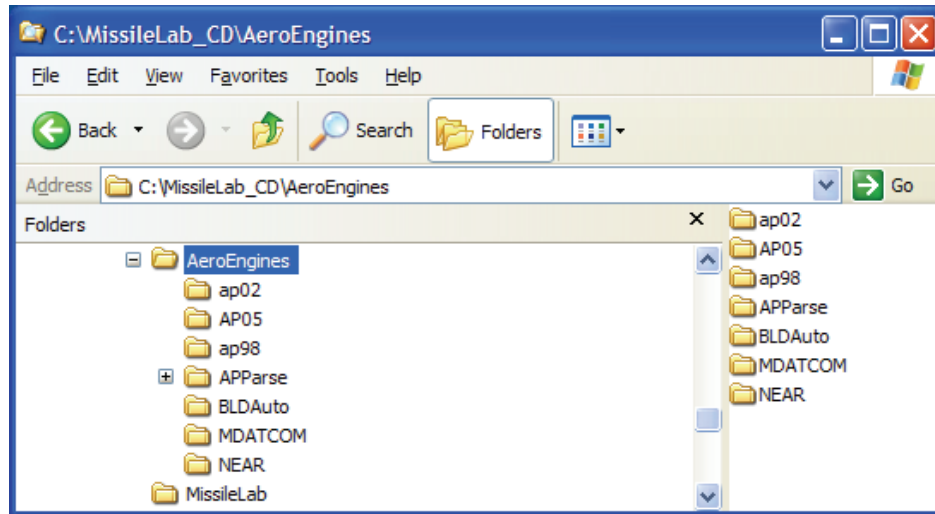 C:\MissileLab_CD\AeroEngines
File Edit View Favorites Tools Help
Back Search Folders
Address C:\MissileLab_CD\AeroEngines Go
Folders
AeroEngines
ap02
AP05
ap98
APParse
BLDAuto
MDATCOM
NEAR
MissileLab
ap02
AP05
ap98
APParse
BLDAuto
MDATCOM
NEAR